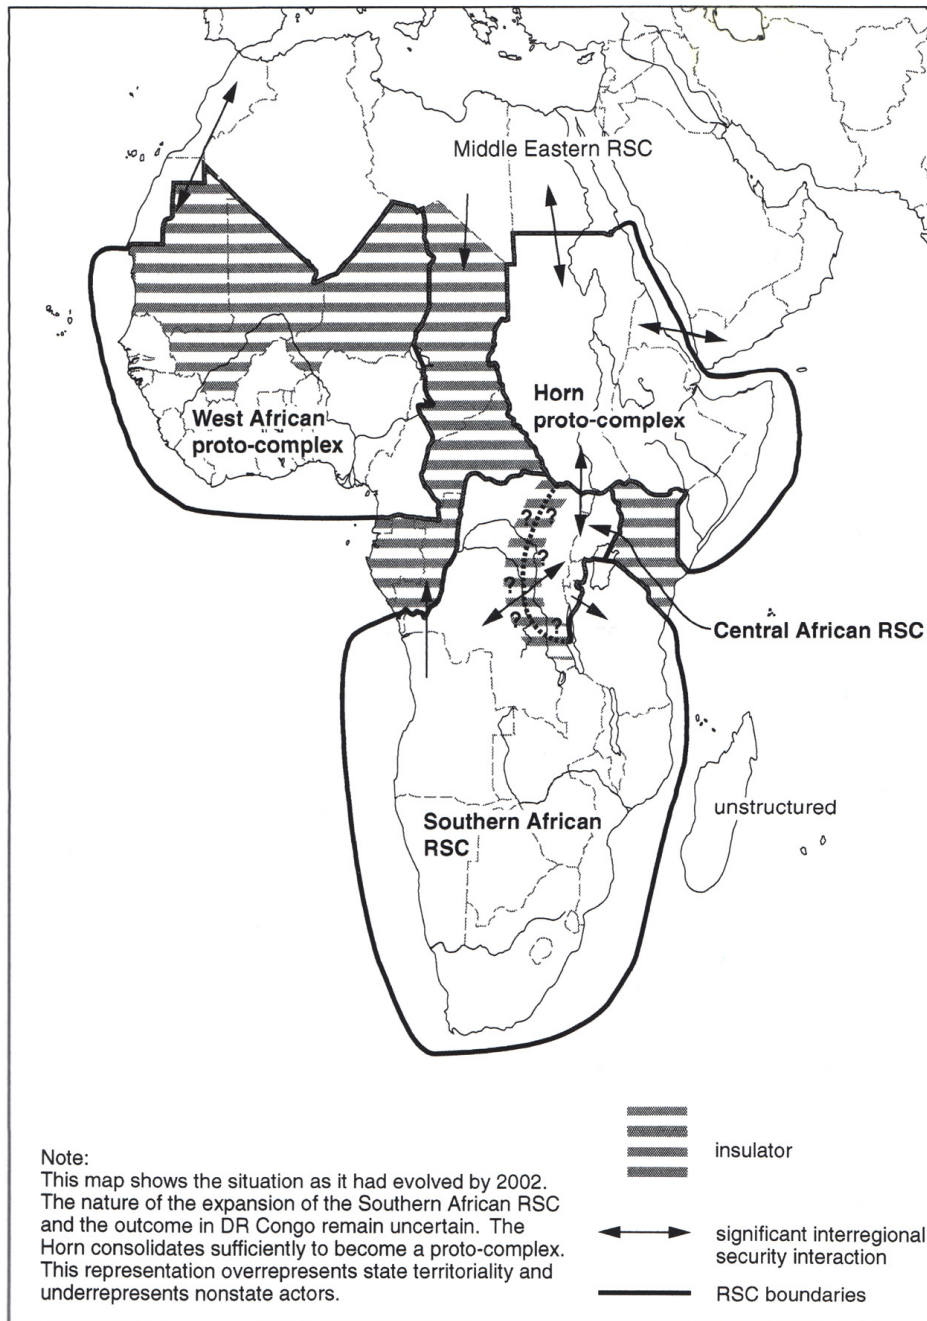 Middle Eastern RSC
West African
proto-complex
Horn
proto-complex
? ?
?
?
?
?
Central African RSC
unstructured
Southern African
RSC
insulator
Note:
This map shows the situation as it had evolved by 2002.
The nature of the expansion of the Southern African RSC
and the outcome in DR Congo remain uncertain. The
Horn consolidates sufficiently to become a proto-complex.
This representation overrepresents state territoriality and
underrepresents nonstate actors.
significant interregional
security interaction
RSC boundaries